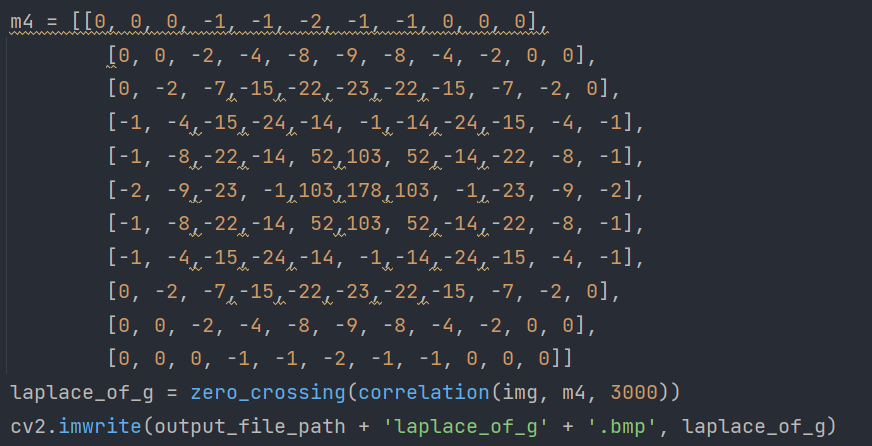 m4 = [[0, 0, 0, -1, -1, -2, -1, -1, 0, 0, 0],
[0, 0, -2, -4, -8, -9, -8, -4, -2, 0, 0],
[0, -2, -7,-15,-22,-23,-22,-15, -7, -2, 0],
[-1, -4,-15,-24,-14, -1,-14,-24,-15, -4, -1],
[-1, -8,-22,-14, 52,103, 52,-14,-22, -8, -1],
[-2, -9,-23, -1,103,178,103, -1,-23, -9, -2],
[-1, -8,-22,-14, 52,103, 52,-14,-22, -8, -1],
[-1, -4,-15,-24,-14, -1,-14,-24,-15, -4, -1],
[0, -2, -7,-15,-22,-23,-22,-15, -7, -2, 0],
[0, 0, -2, -4, -8, -9, -8, -4, -2, 0, 0],
[0, 0, 0, -1, -1, -2, -1, -1, 0, 0, 0]]
laplace_of_g = zero_crossing(correlation(img, m4, 3000))
cv2.imwrite(output_file_path + 'laplace_of_g' + '.bmp', laplace_of_g)